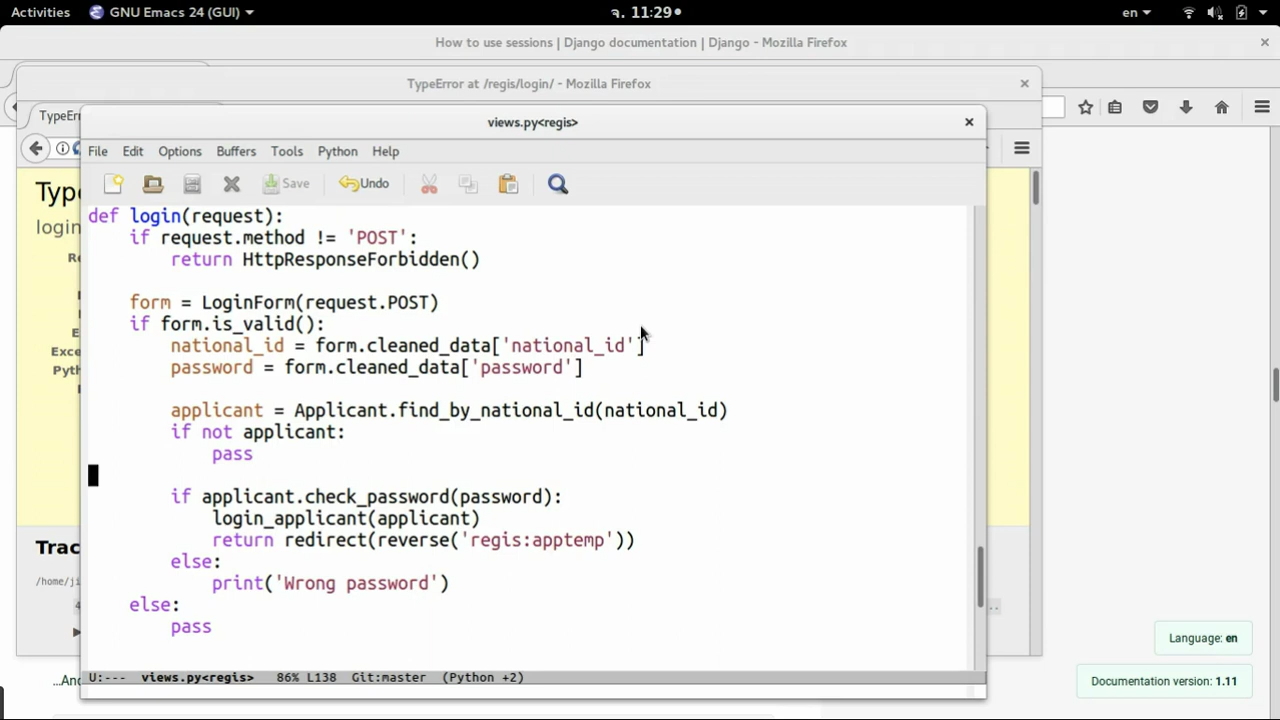 Activities GNU Emacs 24 (GUI) จ. 11:29 en
How to use sessions | Django documentation | Django - Mozilla Firefox
TypeError at /regis/login/ - Mozilla Firefox
views.py<regis>
File Edit Options Buffers Tools Python Help
Save Undo
def login(request):
    if request.method != 'POST':
        return HttpResponseForbidden()
    form = LoginForm(request.POST)
    if form.is_valid():
        national_id = form.cleaned_data['national_id']
        password = form.cleaned_data['password']
        applicant = Applicant.find_by_national_id(national_id)
        if not applicant:
            pass
        if applicant.check_password(password):
            login_applicant(applicant)
            return redirect(reverse('regis:apptemp'))
        else:
            print('Wrong password')
    else:
        pass
U:--- views.py<regis> 86% L138 Git:master (Python +2)
Language: en
Documentation version: 1.11